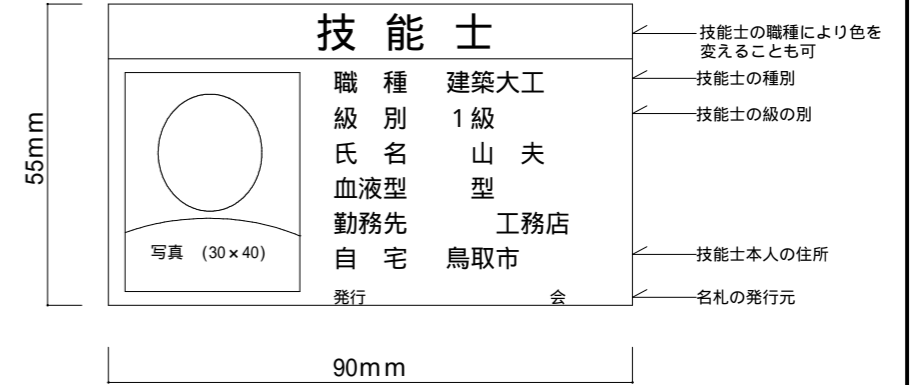 技能士
技能士の職種により色を
変えることも可
職種 建築大工
技能士の種別
級別 1級
技能士の級の別
氏名 山 夫
血液型 型
勤務先 工務店
自宅 鳥取市
技能士本人の住所
写真 (30×40)
発行 会
名札の発行元
55mm
90mm